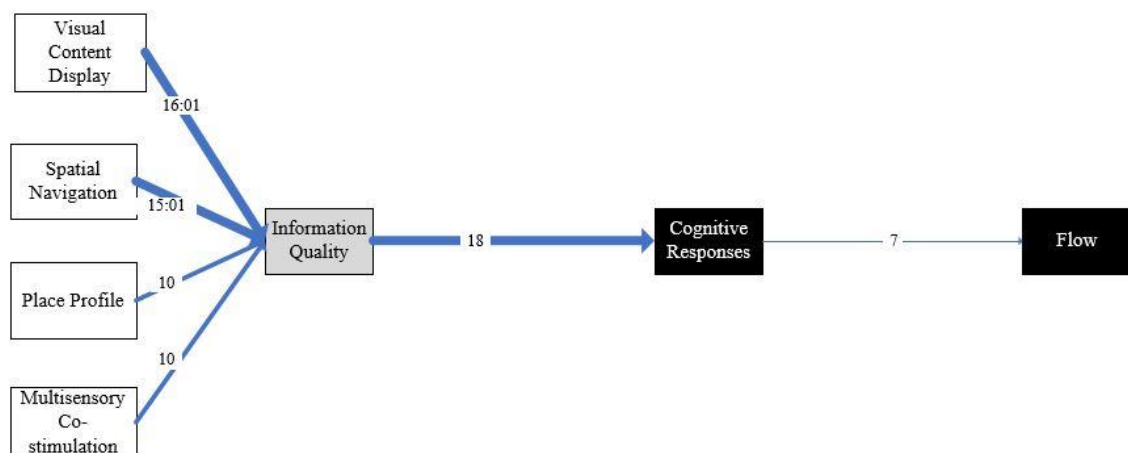 Visual
Content
Display
16:01
Spatial
Navigation
15:01
Information
Quality
18
Cognitive
Responses
7
Flow
Place Profile
10
10
Multisensory
Co-
stimulation